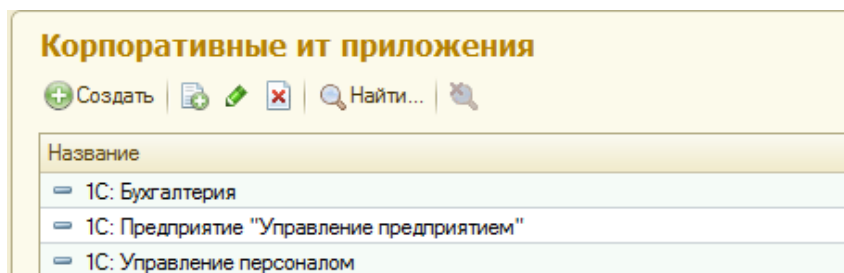 Корпоративные ит приложения
Создать Найти...
Название
1С: Бухгалтерия
1С: Предприятие "Управление предприятием"
1С: Управление персоналом